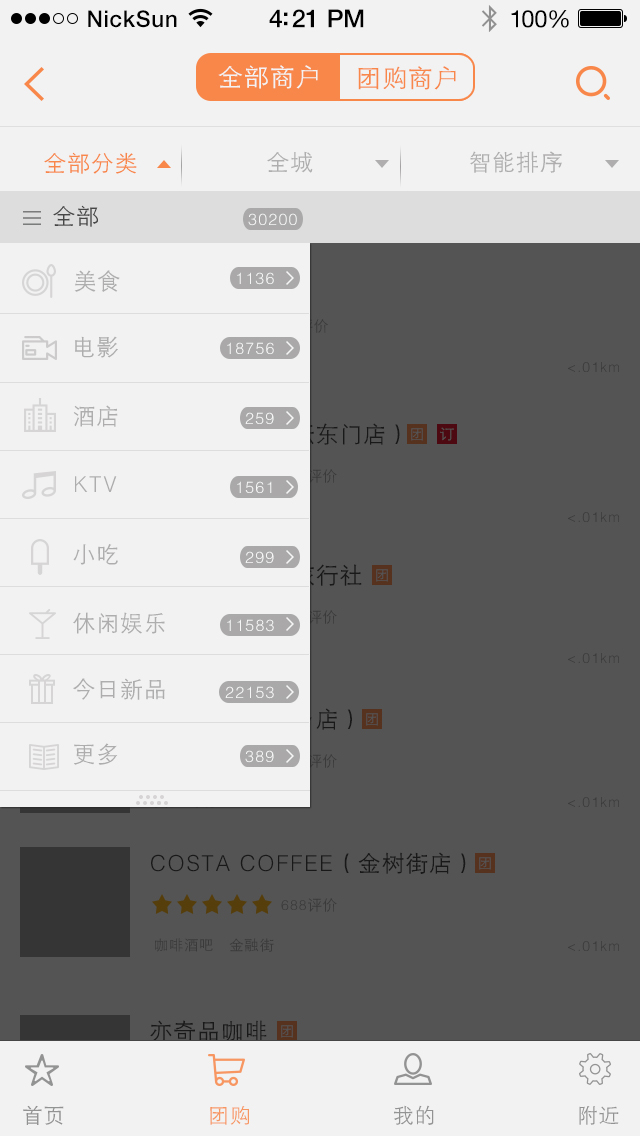 NickSun 4:21 PM 100%
全部商户 团购商户
全部分类 全城 智能排序
全部 30200
美食 1136
评价
电影 18756
<.01km
酒店 259
东门店）团 订
KTV 1561
评价
<.01km
小吃 299
行社 团
休闲娱乐 11583
评价
<.01km
今日新品 22153
店）团
更多 389
评价
<.01km
COSTA COFFEE（金树街店）团
688评价
咖啡酒吧 金融街 <.01km
亦奇品咖啡 团
首页 团购 我的 附近